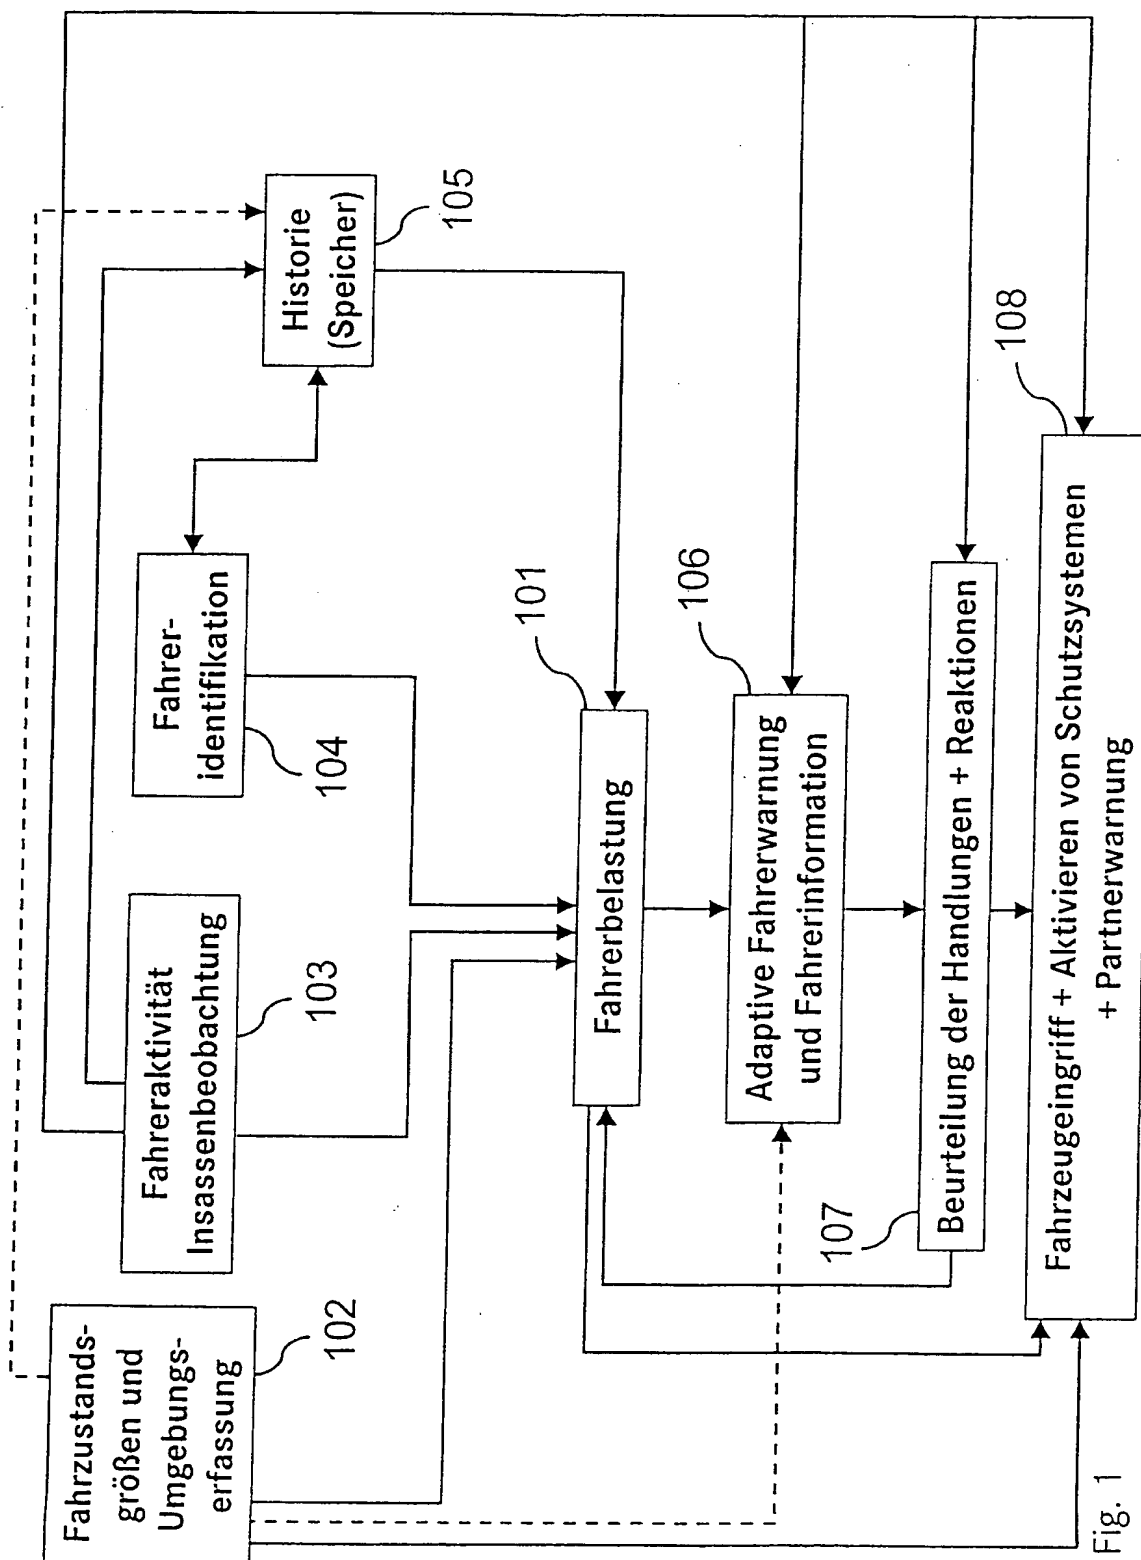 Fahrzustands-
größen und
Umgebungs-
erfassung
102
Fahreraktivität
Insassenbeobachtung
103
Fahrer-
identifikation
104
Historie
(Speicher)
105
Fahrerbelastung
101
Adaptive Fahrerwarnung
und Fahrerinformation
106
Beurteilung der Handlungen + Reaktionen
107
Fahrzeugeingriff + Aktivieren von Schutzsystemen
+ Partnerwarnung
108
Fig. 1